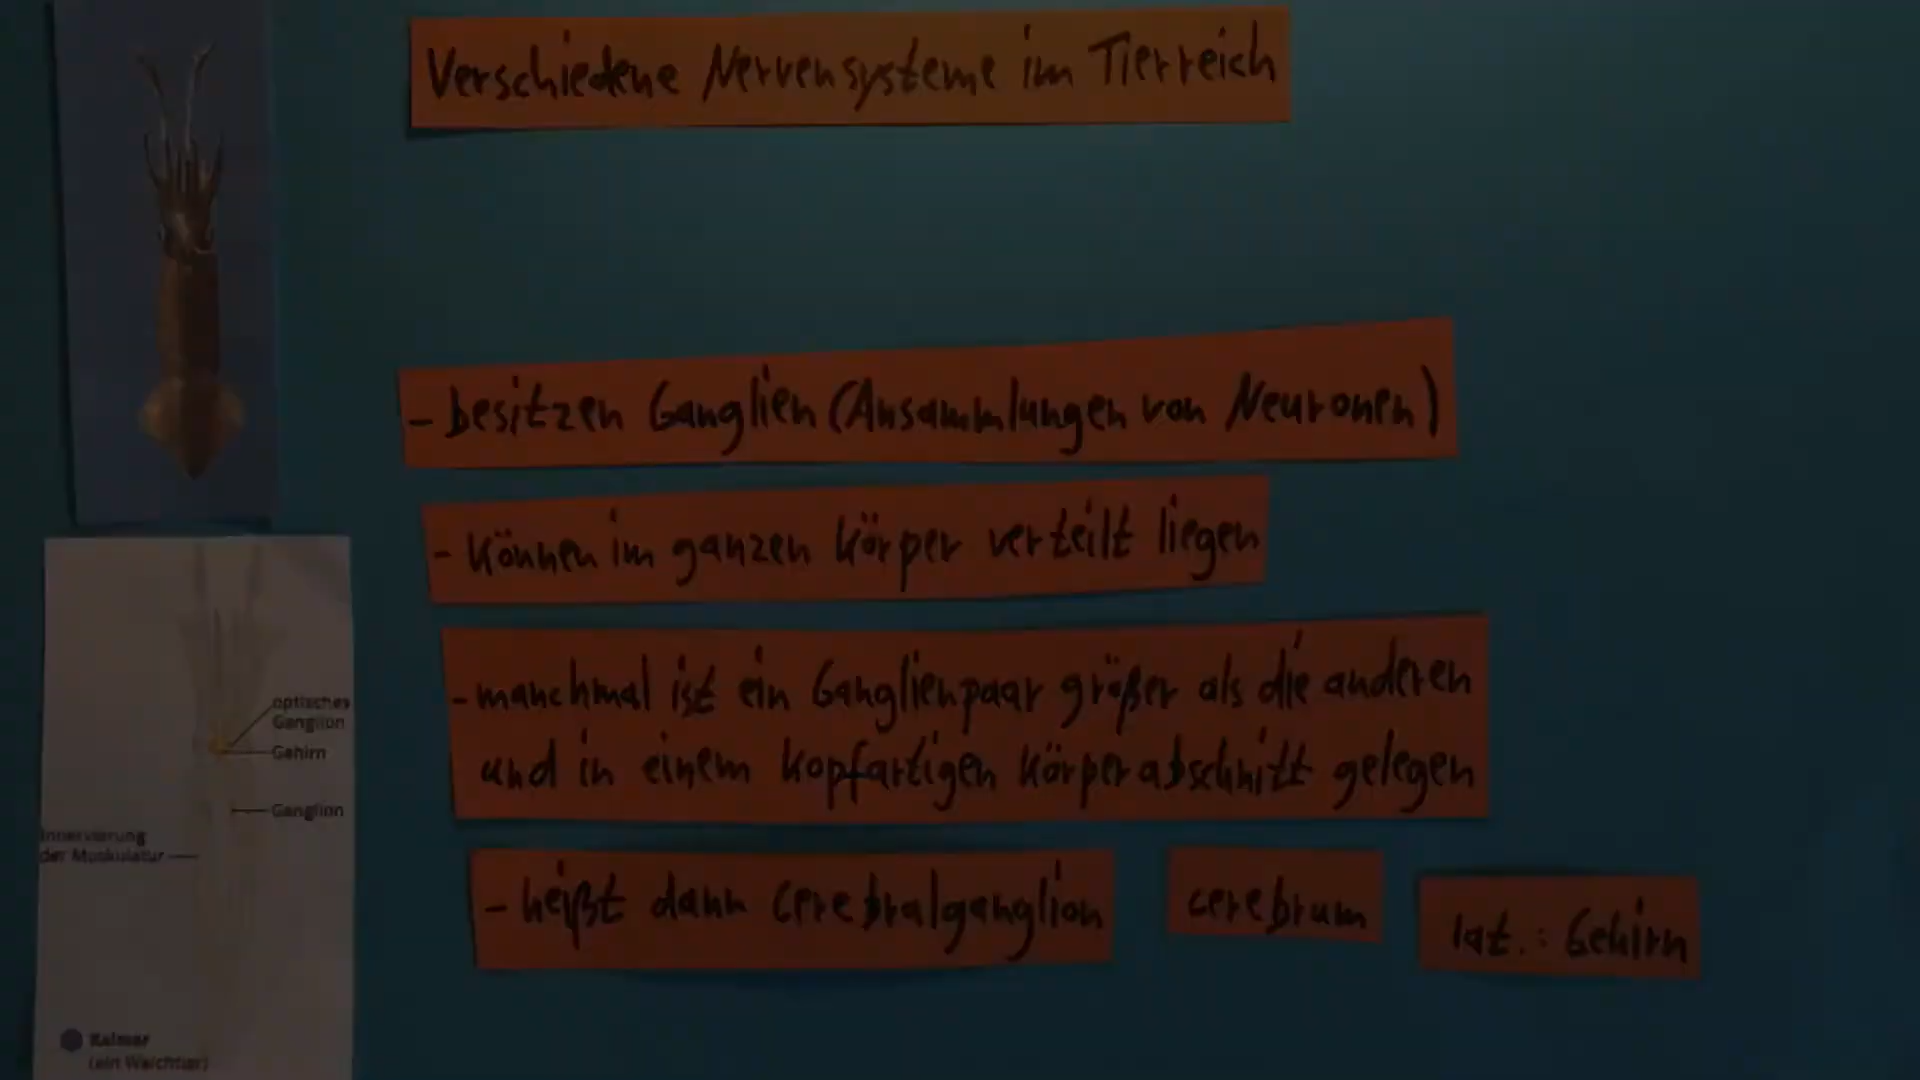 Verschiedene Nervensysteme im Tierreich
- besitzen Ganglien (Ansammlungen von Neuronen)
- können im ganzen Körper verteilt liegen
- manchmal ist ein Ganglienpaar größer als die anderen
und in einem kopfartigen Körperabschnitt gelegen
- heißt dann Cerebralganglion
cerebrum
lat.: Gehirn
optisches
Ganglion
Gehirn
Ganglion
Innervierung
der Muskulatur
Kalmar
(ein Weichtier)